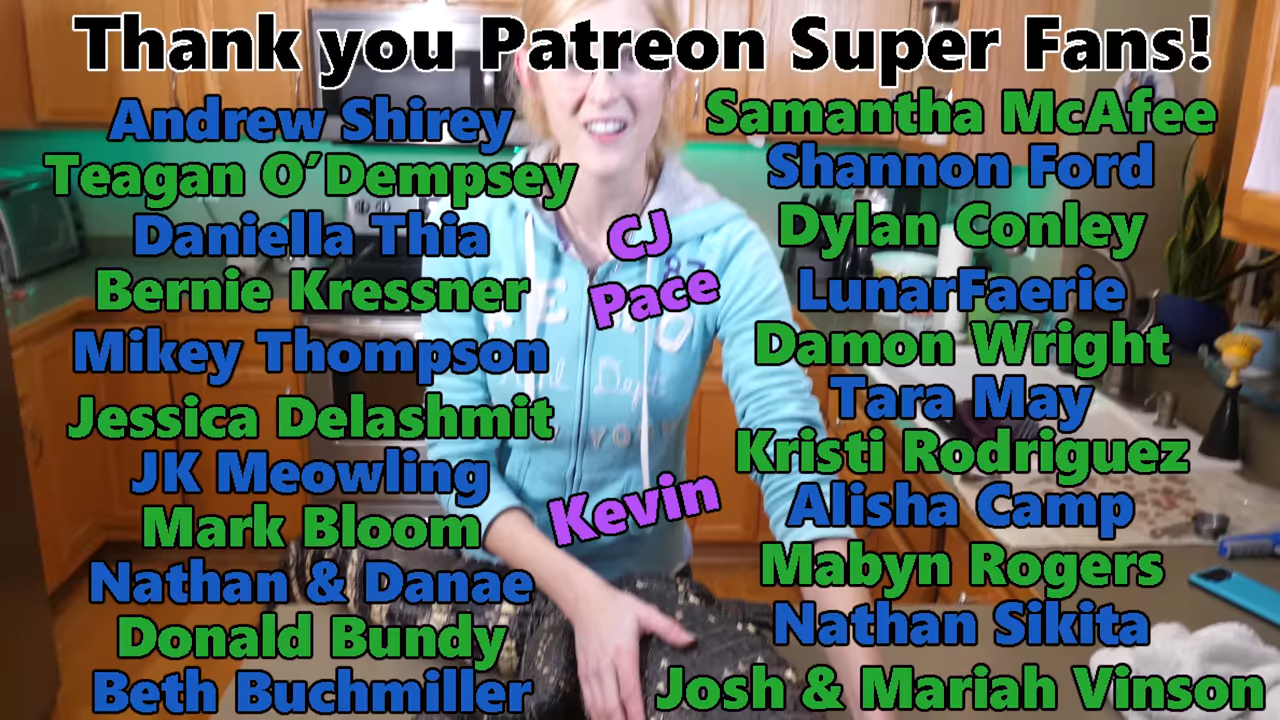 Thank you Patreon Super Fans!
Andrew Shirey
Teagan O'Dempsey
Daniella Thia
Bernie Kressner
Mikey Thompson
Jessica Delashmit
JK Meowling
Mark Bloom
Nathan & Danae
Donald Bundy
Beth Buchmiller
CJ
Pace
Kevin
Samantha McAfee
Shannon Ford
Dylan Conley
LunarFaerie
Damon Wright
Tara May
Kristi Rodriguez
Alisha Camp
Mabyn Rogers
Nathan Sikita
Josh & Mariah Vinson
87